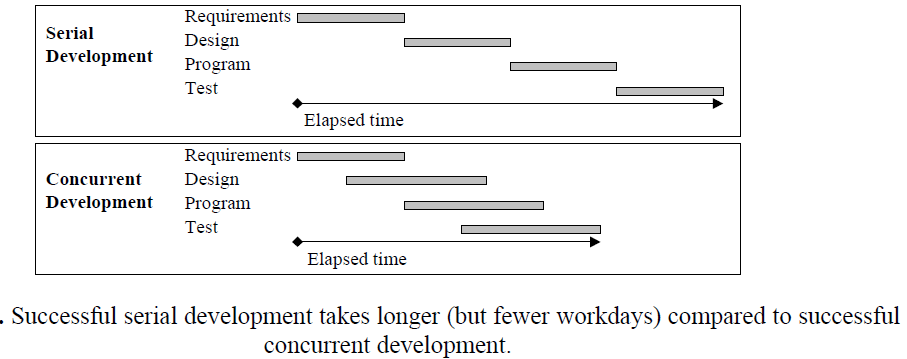 Serial
Development
Requirements
Design
Program
Test
Elapsed time
Concurrent
Development
Requirements
Design
Program
Test
Elapsed time
. Successful serial development takes longer (but fewer workdays) compared to successful
concurrent development.